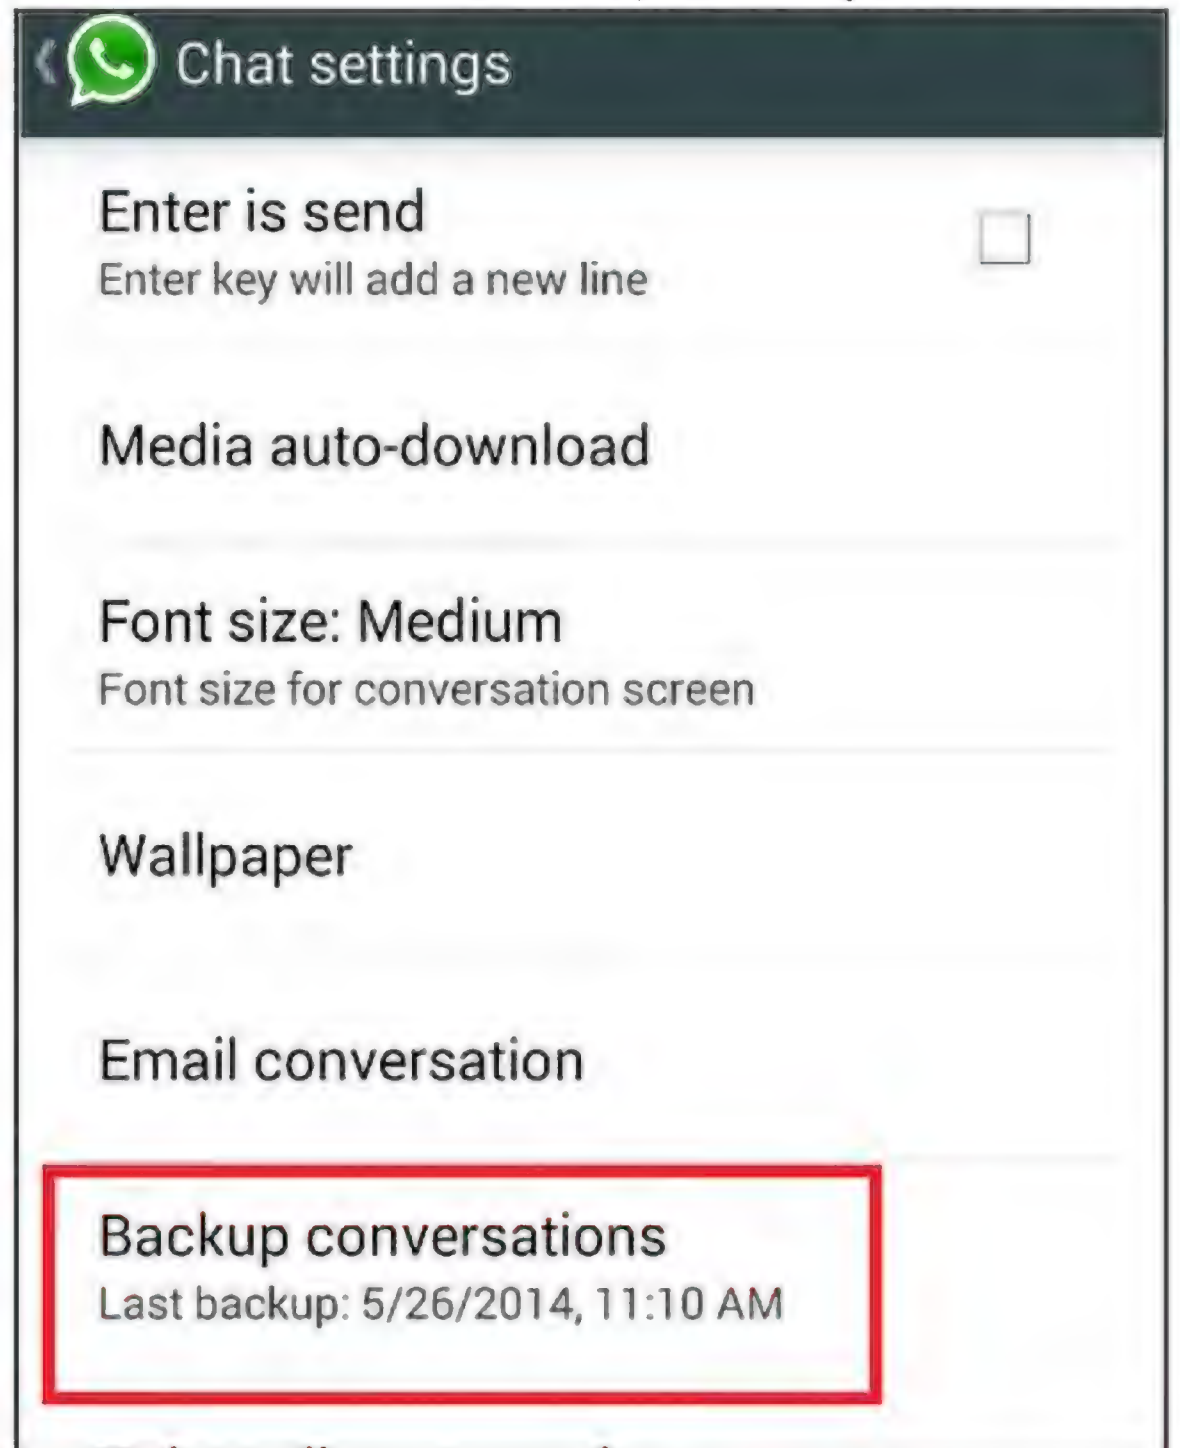 Chat settings
Enter is send
Enter key will add a new line
Media auto-download
Font size: Medium
Font size for conversation screen
Wallpaper
Email conversation
Backup conversations
Last backup: 5/26/2014, 11:10 AM